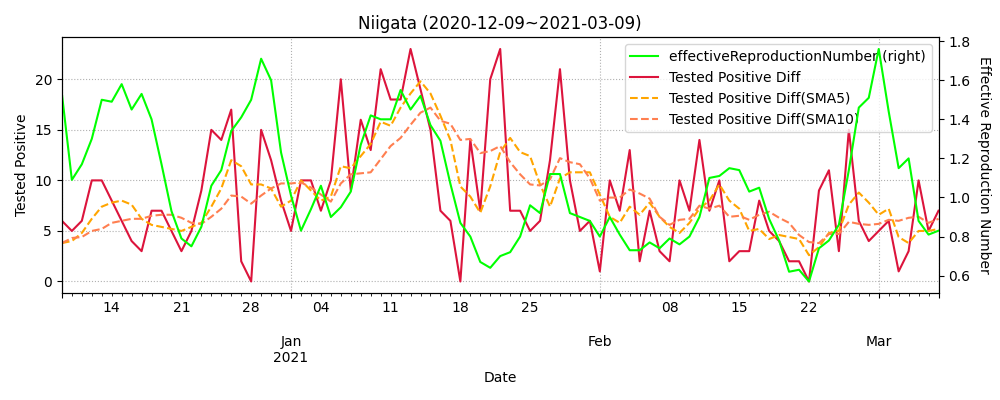 Niigata (2020-12-09~2021-03-09)
effectiveReproductionNumber (right)
Tested Positive Diff
Tested Positive Diff(SMA5)
Tested Positive Diff(SMA10)
Tested Positive
20
15
10
5
0
Effective Reproduction Number
1.8
1.6
1.4
1.2
1.0
0.8
0.6
14 21 28 04 11 18 25 08 15 22
Jan Feb Mar
2021
Date